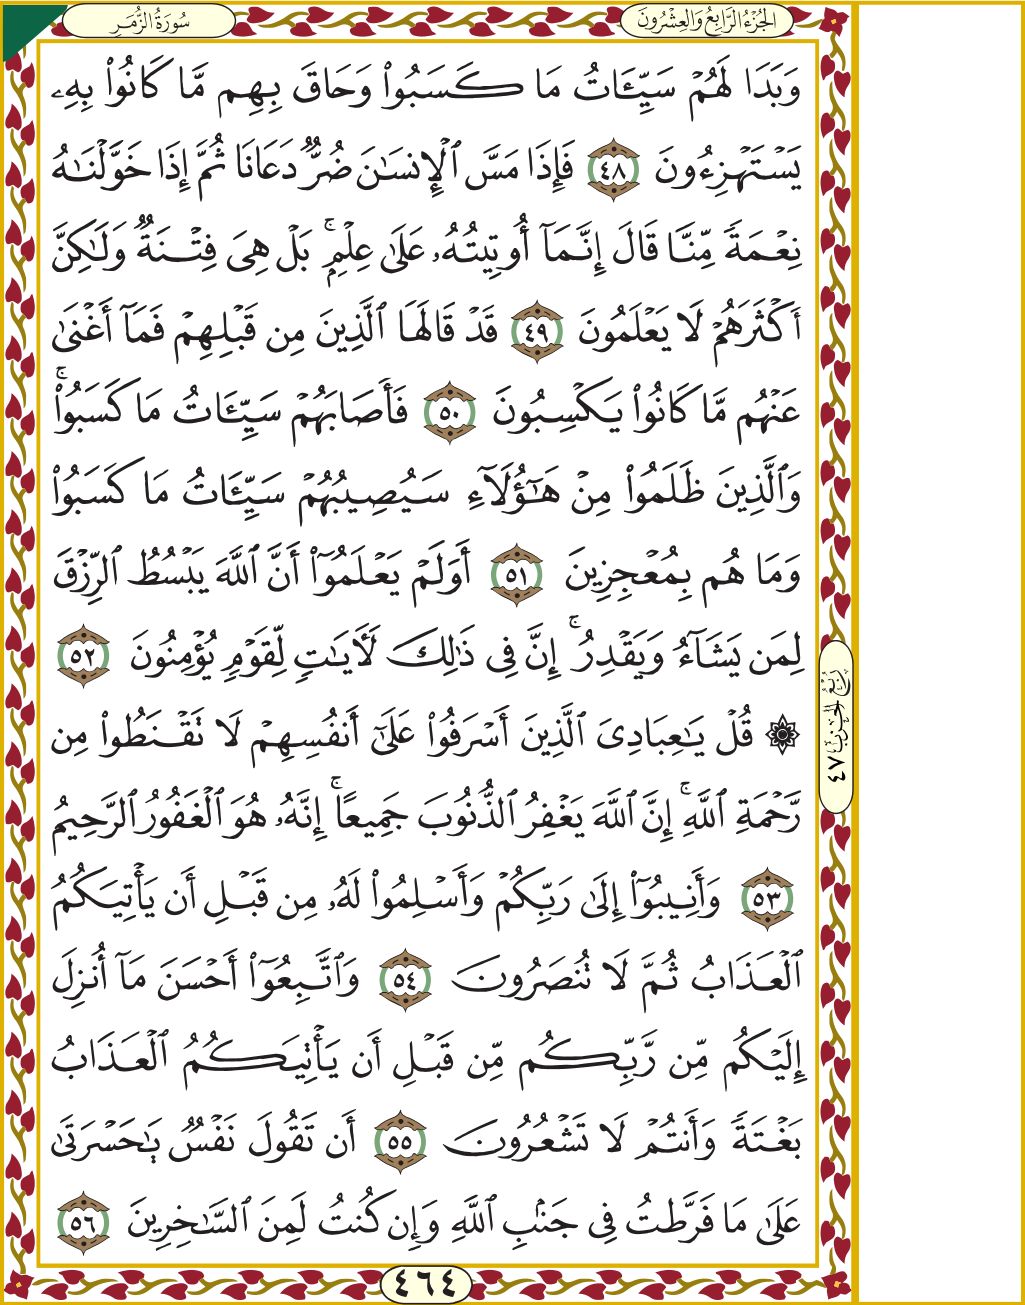 سُورَةُ الزُّمَرِ
الجُزْءُ الرَّابِعُ وَالعِشْرُونَ
وَبَدَا لَهُمۡ سَيِّـَٔاتُ مَا كَسَبُوا۟ وَحَاقَ بِهِم مَّا كَانُوا۟ بِهِۦ
يَسۡتَهۡزِءُونَ ٤٨ فَإِذَا مَسَّ ٱلۡإِنسَـٰنَ ضُرࣱّ دَعَانَا ثُمَّ إِذَا خَوَّلۡنَـٰهُ
نِعۡمَةࣰ مِّنَّا قَالَ إِنَّمَاۤ أُوتِيتُهُۥ عَلَىٰ عِلۡمِۭۚ بَلۡ هِیَ فِتۡنَةࣱ وَلَـٰكِنَّ
أَكۡثَرَهُمۡ لَا يَعۡلَمُونَ ٤٩ قَدۡ قَالَهَا ٱلَّذِينَ مِن قَبۡلِهِمۡ فَمَاۤ أَغۡنَىٰ
عَنۡهُم مَّا كَانُوا۟ يَكۡسِبُونَ ٥٠ فَأَصَابَهُمۡ سَيِّـَٔاتُ مَا كَسَبُوا۟ۚ
وَٱلَّذِينَ ظَلَمُوا۟ مِنۡ هَـٰۤؤُلَاۤءِ سَيُصِيبُهُمۡ سَيِّـَٔاتُ مَا كَسَبُوا۟
وَمَا هُم بِمُعۡجِزِينَ ٥١ أَوَلَمۡ يَعۡلَمُوۤا۟ أَنَّ ٱللَّهَ يَبۡسُطُ ٱلرِّزۡقَ
لِمَن يَشَاۤءُ وَيَقۡدِرُۚ إِنَّ فِی ذَٰلِكَ لَـَٔايَـٰتࣲ لِّقَوۡمࣲ يُؤۡمِنُونَ ٥٢
۞ قُلۡ يَـٰعِبَادِیَ ٱلَّذِينَ أَسۡرَفُوا۟ عَلَىٰۤ أَنفُسِهِمۡ لَا تَقۡنَطُوا۟ مِن
رَّحۡمَةِ ٱللَّهِۚ إِنَّ ٱللَّهَ يَغۡفِرُ ٱلذُّنُوبَ جَمِيعًاۚ إِنَّهُۥ هُوَ ٱلۡغَفُورُ ٱلرَّحِيمُ
٥٣ وَأَنِيبُوۤا۟ إِلَىٰ رَبِّكُمۡ وَأَسۡلِمُوا۟ لَهُۥ مِن قَبۡلِ أَن يَأۡتِيَكُمُ
ٱلۡعَذَابُ ثُمَّ لَا تُنصَرُونَ ٥٤ وَٱتَّبِعُوۤا۟ أَحۡسَنَ مَاۤ أُنزِلَ
إِلَيۡكُم مِّن رَّبِّكُم مِّن قَبۡلِ أَن يَأۡتِيَكُمُ ٱلۡعَذَابُ
بَغۡتَةࣰ وَأَنتُمۡ لَا تَشۡعُرُونَ ٥٥ أَن تَقُولَ نَفۡسࣱ يَـٰحَسۡرَتَىٰ
عَلَىٰ مَا فَرَّطتُ فِی جَنۢبِ ٱللَّهِ وَإِن كُنتُ لَمِنَ ٱلسَّـٰخِرِينَ ٥٦
رُبْعُ الحِزْبِ ٤٧
٤٦٤